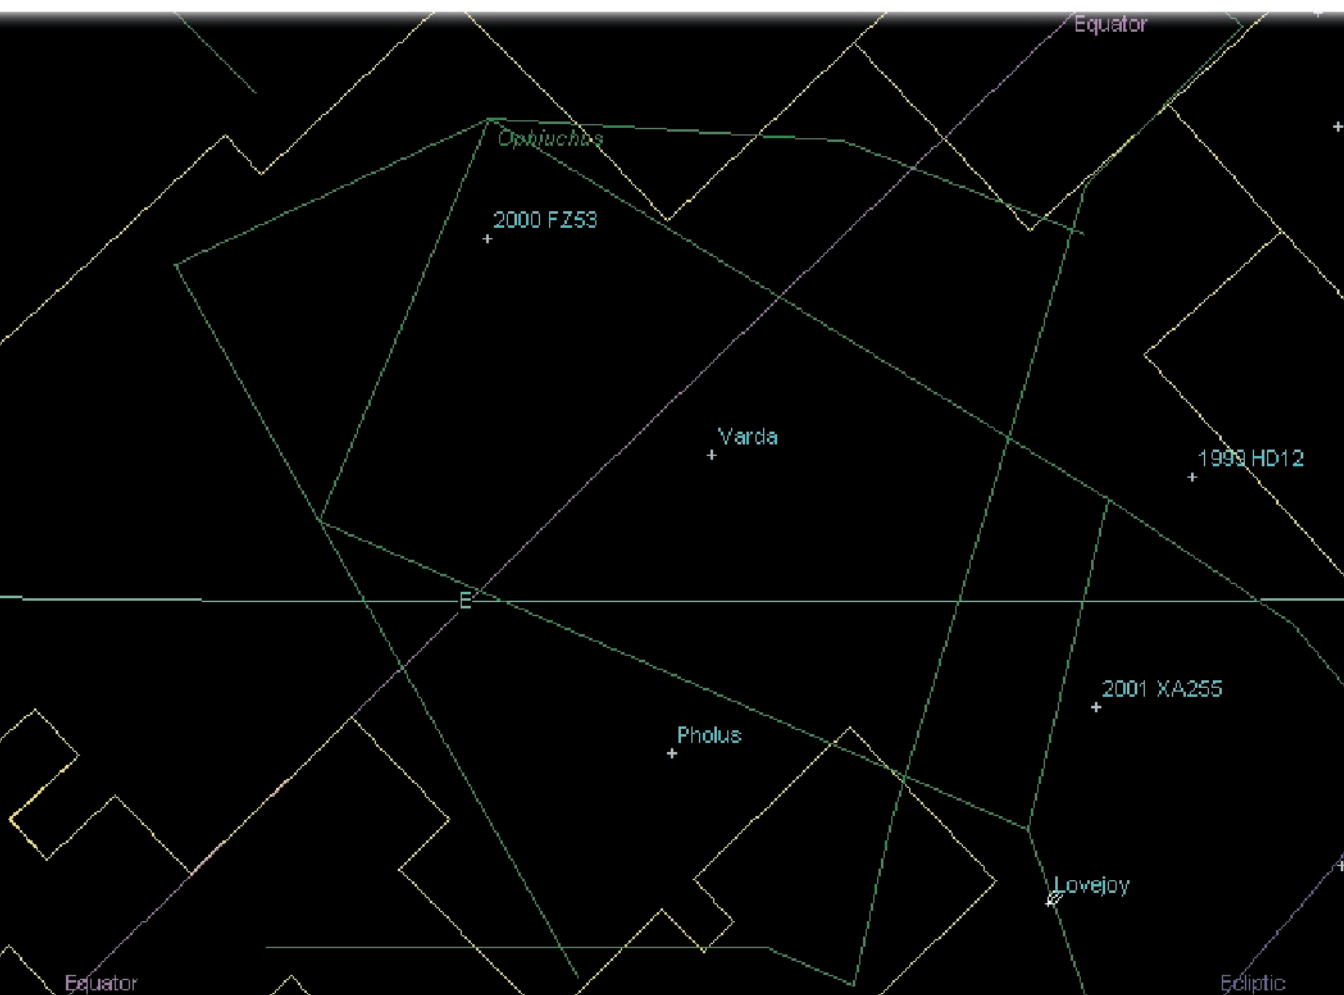 Equator
Ophiuchus
2000 FZ53
Varda
1999 HD12
E
2001 XA255
Pholus
Lovejoy
Equator
Ecliptic